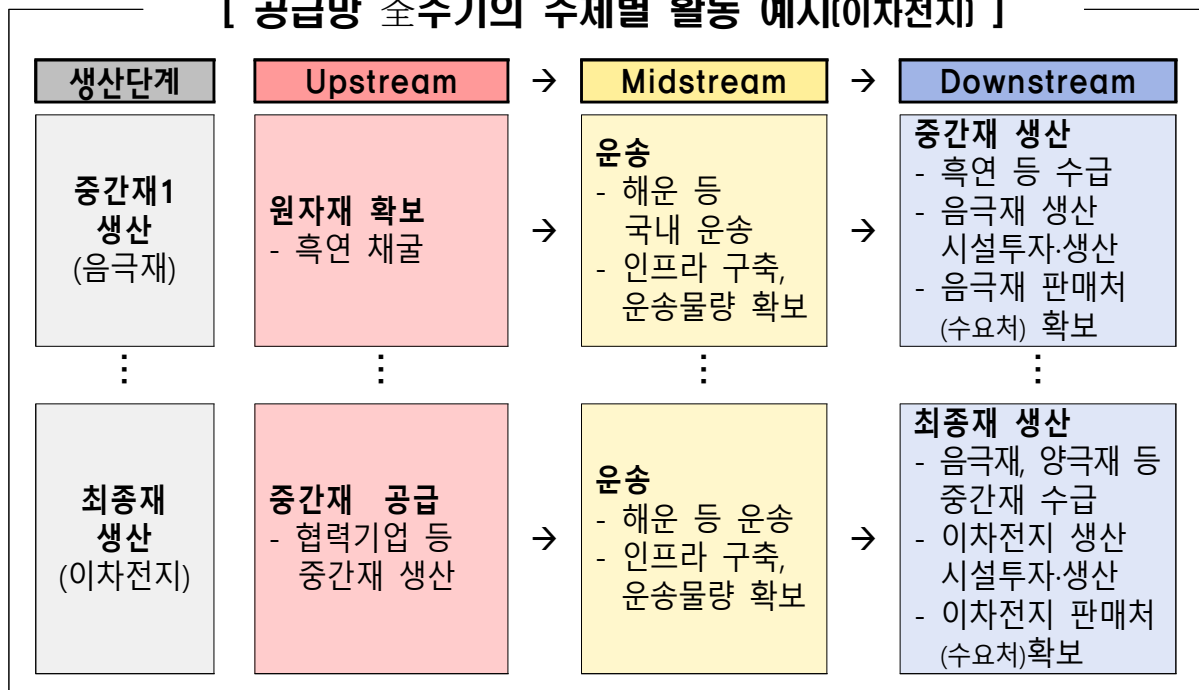 [ 공급망 全주기의 주체별 활동 예시(이차전지) ]
생산단계 Upstream → Midstream → Downstream
중간재1
생산
(음극재)
원자재 확보
- 흑연 채굴
→
운송
- 해운 등
국내 운송
- 인프라 구축,
운송물량 확보
→
중간재 생산
- 흑연 등 수급
- 음극재 생산
시설투자·생산
- 음극재 판매처
(수요처) 확보
⋮ ⋮ ⋮ ⋮
최종재
생산
(이차전지)
중간재 공급
- 협력기업 등
중간재 생산
→
운송
- 해운 등 운송
- 인프라 구축,
운송물량 확보
→
최종재 생산
- 음극재, 양극재 등
중간재 수급
- 이차전지 생산
시설투자·생산
- 이차전지 판매처
(수요처)확보